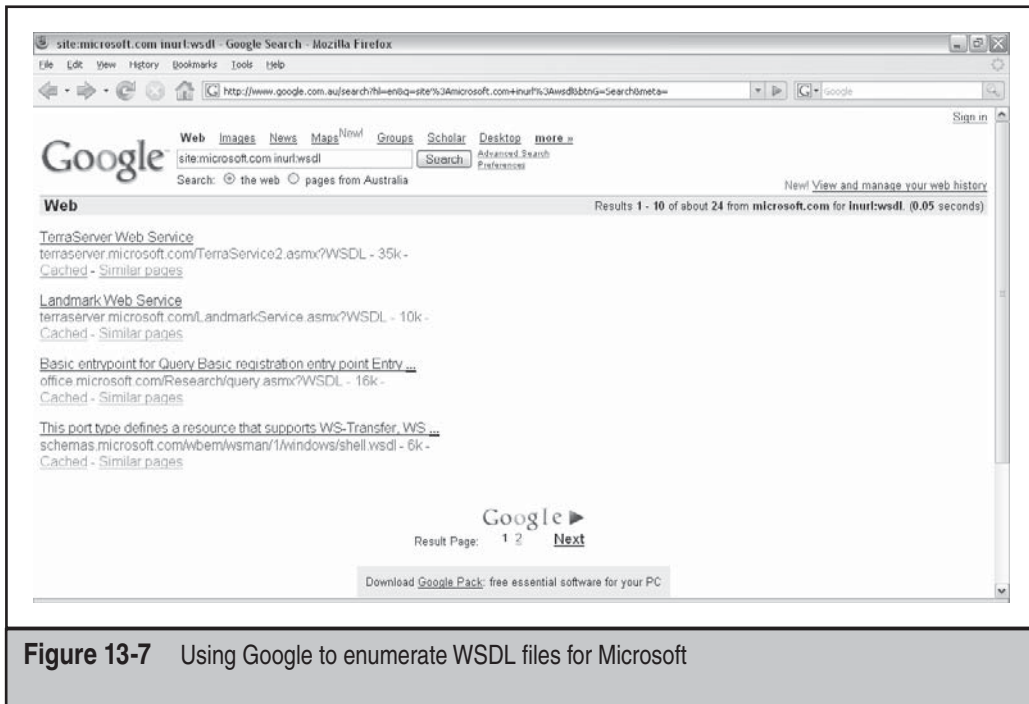 site:microsoft.com inurl:wsdl - Google Search - Mozilla Firefox
File Edit View History Bookmarks Tools Help
http://www.google.com.au/search?hl=en&q=site%3Amicrosoft.com+inurl%3Awsdl&btnG=Search&meta=
Google
Sign in
Google
Web Images News Maps New! Groups Scholar Desktop more »
site:microsoft.com inurl:wsdl
Search
Advanced Search
Preferences
Search: the web pages from Australia
New! View and manage your web history
Web
Results 1 - 10 of about 24 from microsoft.com for inurl:wsdl. (0.05 seconds)
TerraServer Web Service
terraserver.microsoft.com/TerraService2.asmx?WSDL - 35k -
Cached - Similar pages
Landmark Web Service
terraserver.microsoft.com/LandmarkService.asmx?WSDL - 10k -
Cached - Similar pages
Basic entrypoint for Query Basic registration entry point Entry ...
office.microsoft.com/Research/query.asmx?WSDL - 16k -
Cached - Similar pages
This port type defines a resource that supports WS-Transfer, WS ...
schemas.microsoft.com/wbem/wsman/1/windows/shell.wsdl - 6k -
Cached - Similar pages
Google
Result Page: 1 2 Next
Download Google Pack: free essential software for your PC
Figure 13-7 Using Google to enumerate WSDL files for Microsoft